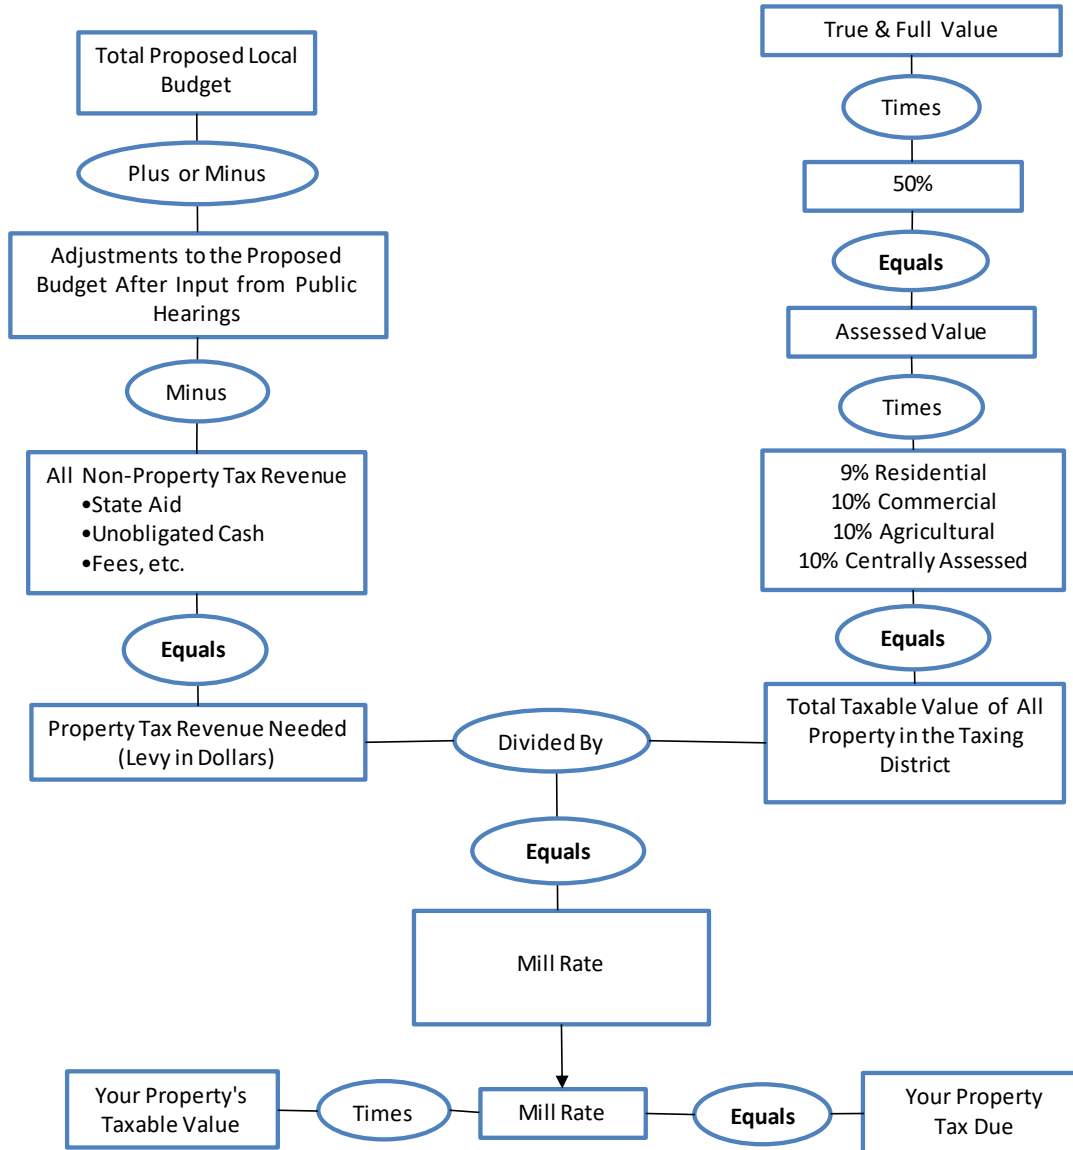 Total Proposed Local
Budget
Plus or Minus
Adjustments to the Proposed
Budget After Input from Public
Hearings
Minus
All Non-Property Tax Revenue
•State Aid
•Unobligated Cash
•Fees, etc.
Equals
Property Tax Revenue Needed
(Levy in Dollars)
True & Full Value
Times
50%
Equals
Assessed Value
Times
9% Residential
10% Commercial
10% Agricultural
10% Centrally Assessed
Equals
Total Taxable Value of All
Property in the Taxing
District
Divided By
Equals
Mill Rate
Your Property's
Taxable Value
Times
Mill Rate
Equals
Your Property
Tax Due